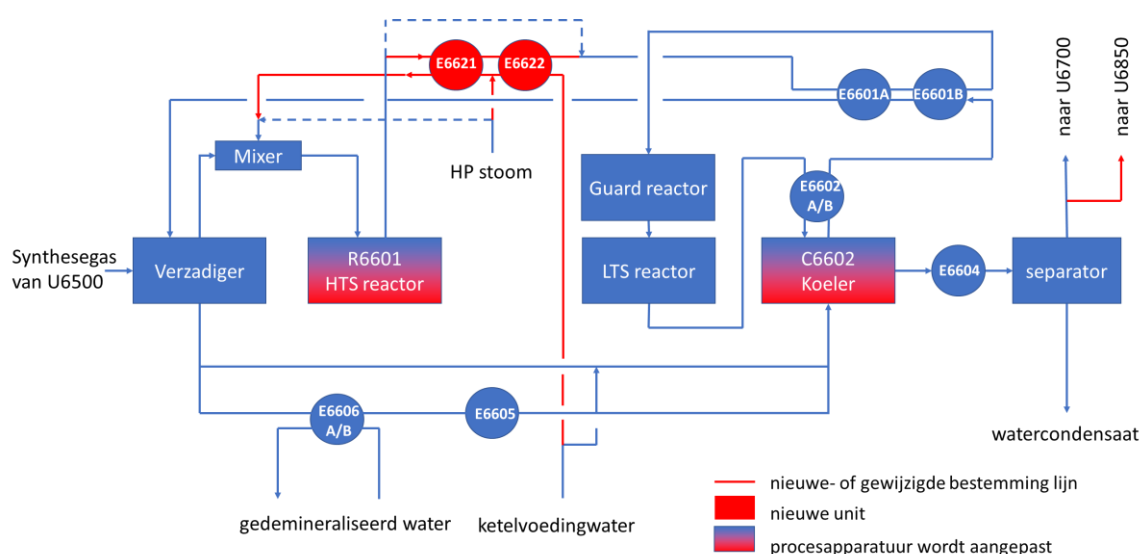 E6621
E6622
E6601A
E6601B
naar U6700
naar U6850
Mixer
HP stoom
E6602
A/B
Guard reactor
Synthesegas
van U6500
Verzadiger
R6601
HTS reactor
LTS reactor
C6602
Koeler
E6604
separator
E6606
A/B
E6605
watercondensaat
gedemineraliseerd water
ketelvoedingwater
nieuwe- of gewijzigde bestemming lijn
nieuwe unit
procesapparatuur wordt aangepast